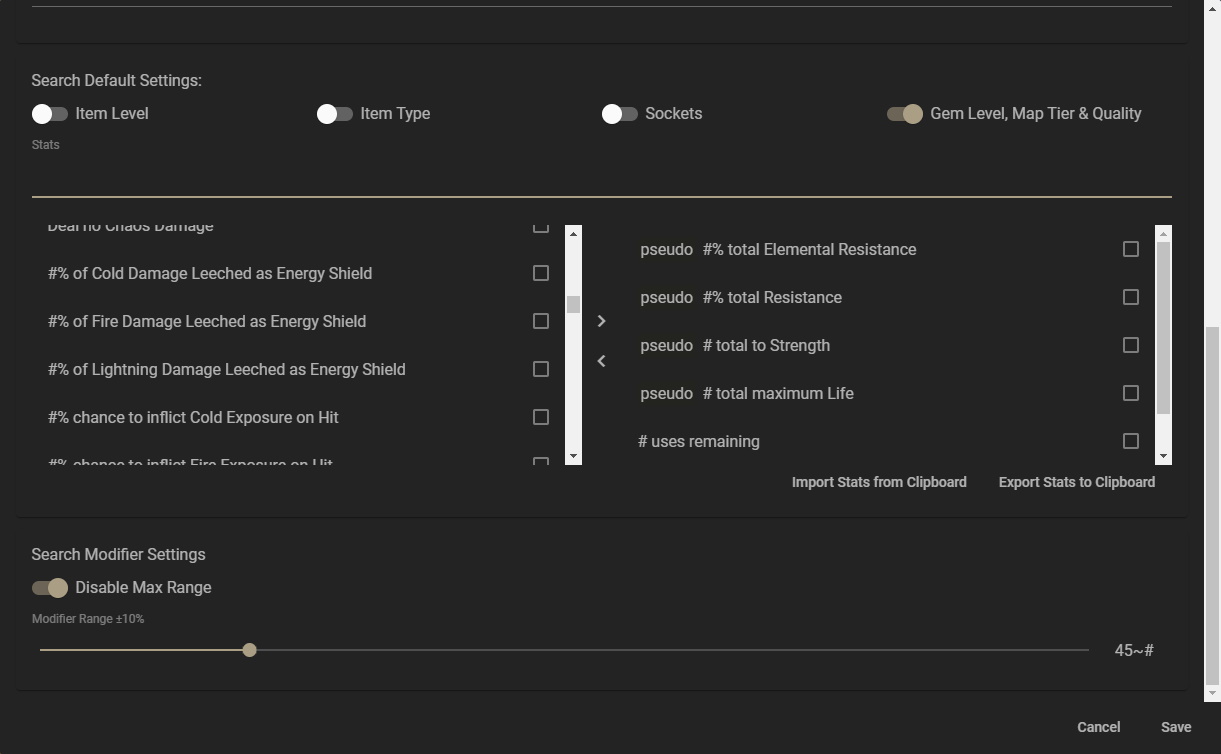 Search Default Settings:
Item Level
Item Type
Sockets
Gem Level, Map Tier & Quality
Stats
Deal no Chaos Damage
#% of Cold Damage Leeched as Energy Shield
#% of Fire Damage Leeched as Energy Shield
#% of Lightning Damage Leeched as Energy Shield
#% chance to inflict Cold Exposure on Hit
#% chance to inflict Fire Exposure on Hit
pseudo #% total Elemental Resistance
pseudo #% total Resistance
pseudo # total to Strength
pseudo # total maximum Life
# uses remaining
Import Stats from Clipboard
Export Stats to Clipboard
Search Modifier Settings
Disable Max Range
Modifier Range ±10%
45~#
Cancel
Save